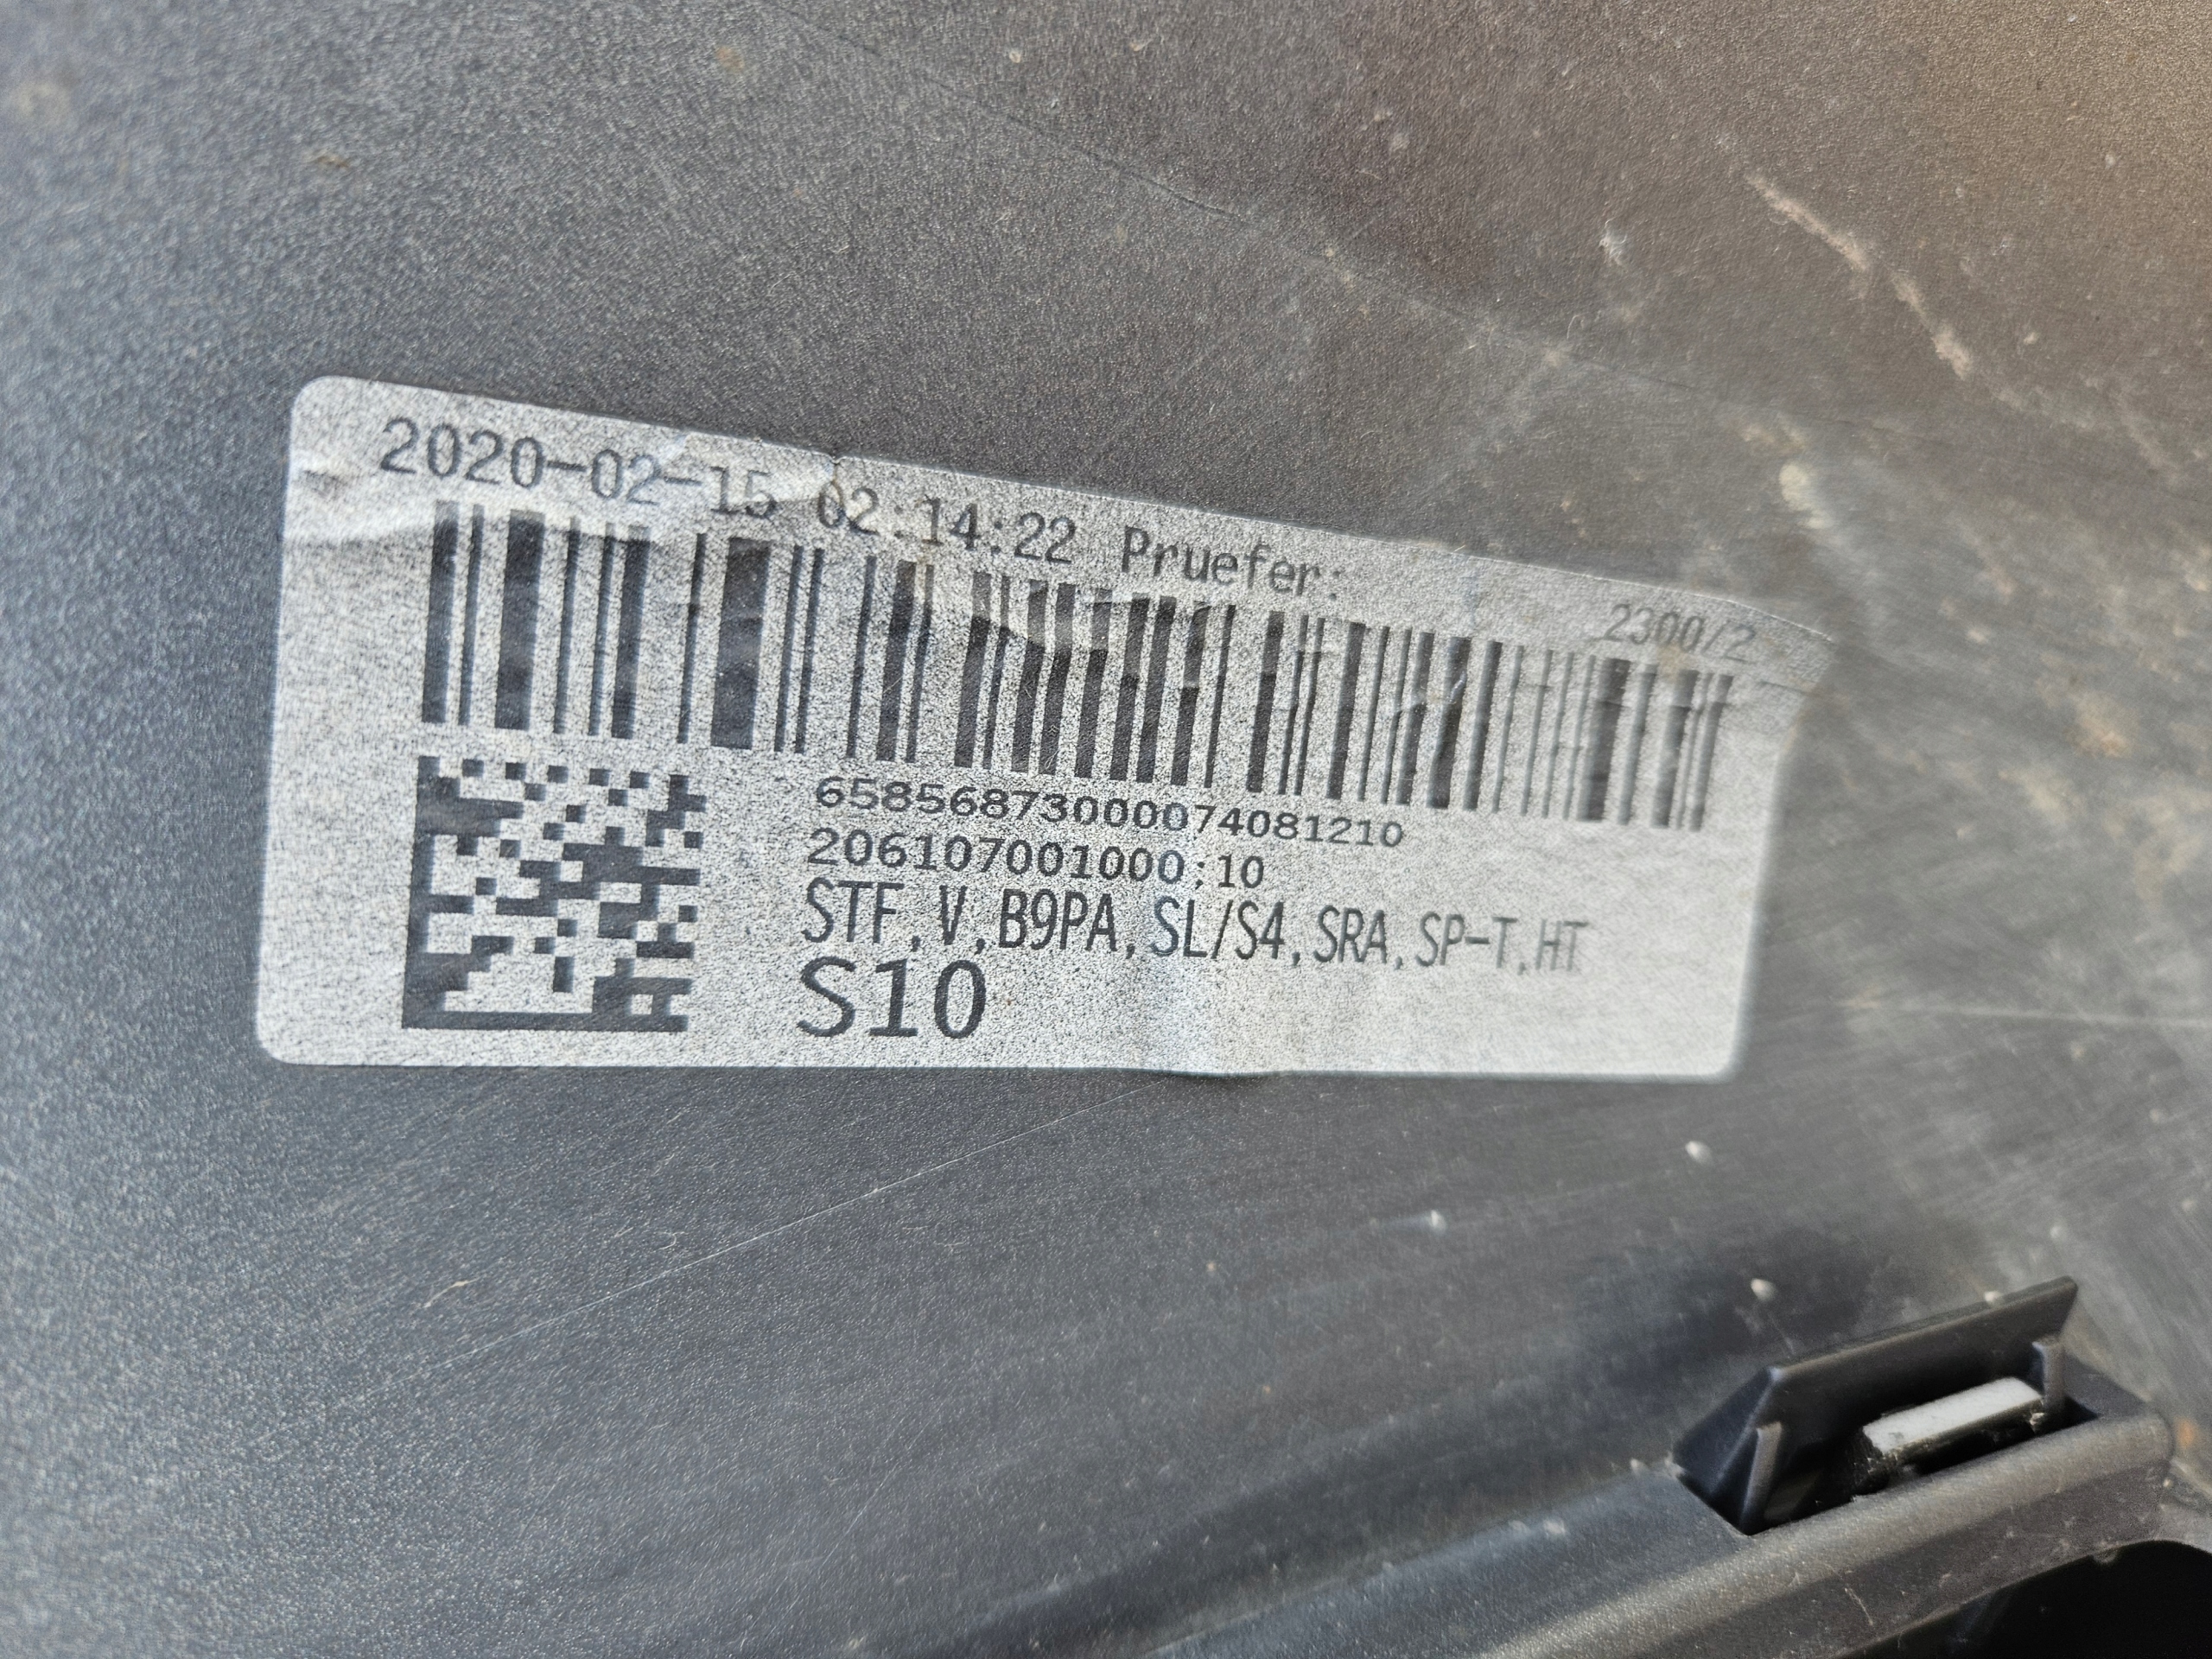 2020-02-15 02:14:22 Pruefer:
2300/2
65856873000074081210
206107001000;10
STF,V,B9PA,SL/S4,SRA,SP-T,HT
S10